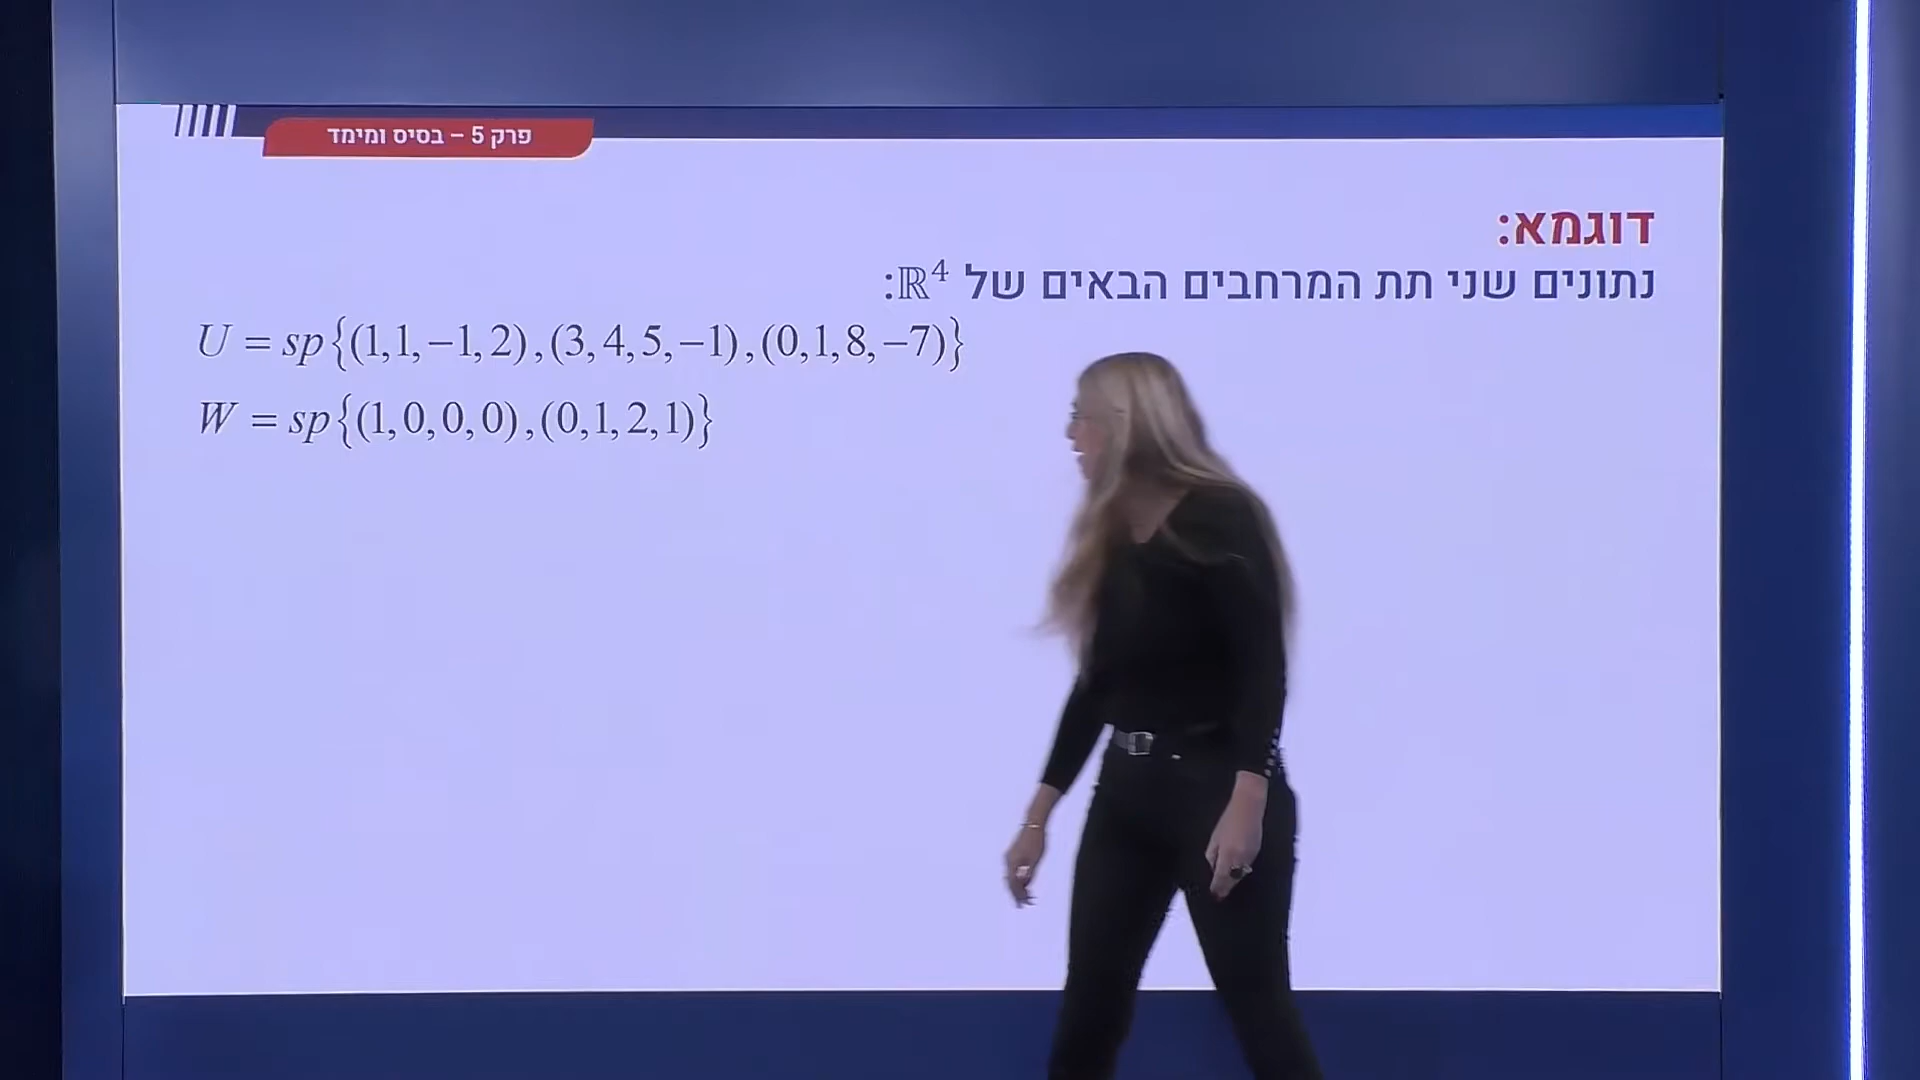 פרק 5 – בסיס ומימד
דוגמא:
נתונים שני תת המרחבים הבאים של ℝ⁴:
U = sp{(1,1,−1,2),(3,4,5,−1),(0,1,8,−7)}
W = sp{(1,0,0,0),(0,1,2,1)}